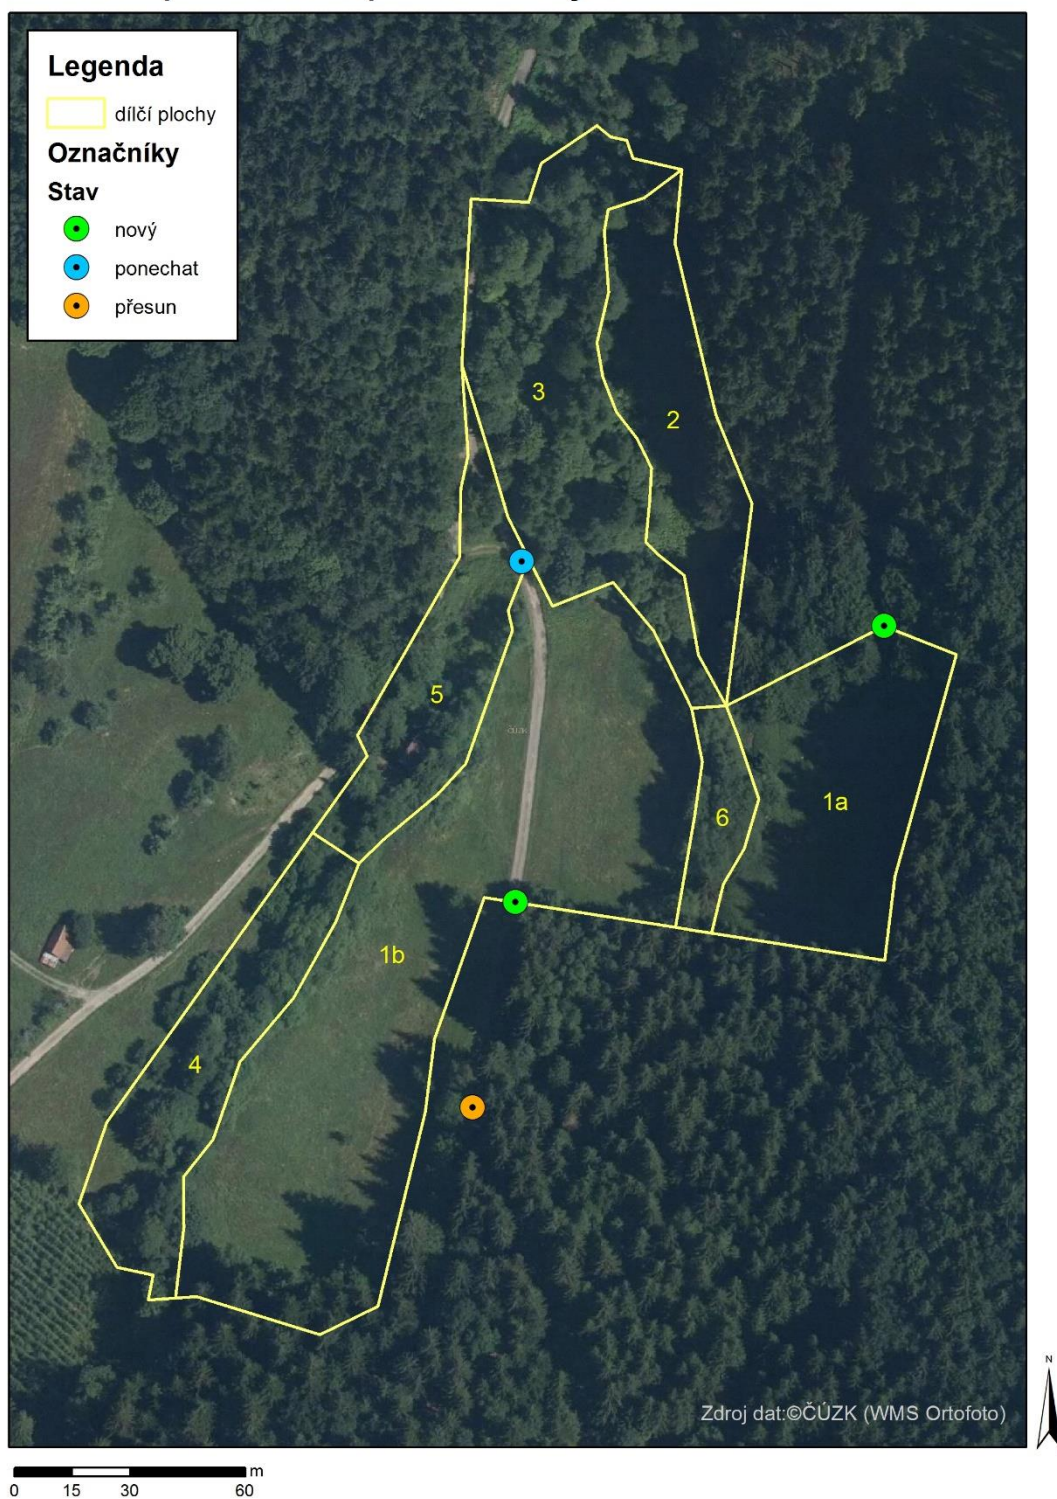 Legenda
dílčí plochy
Označníky
Stav
nový
ponechat
přesun
3
2
5
1a
6
1b
4
Zdroj dat:©ČÚZK (WMS Ortofoto)
N
m
0 15 30 60